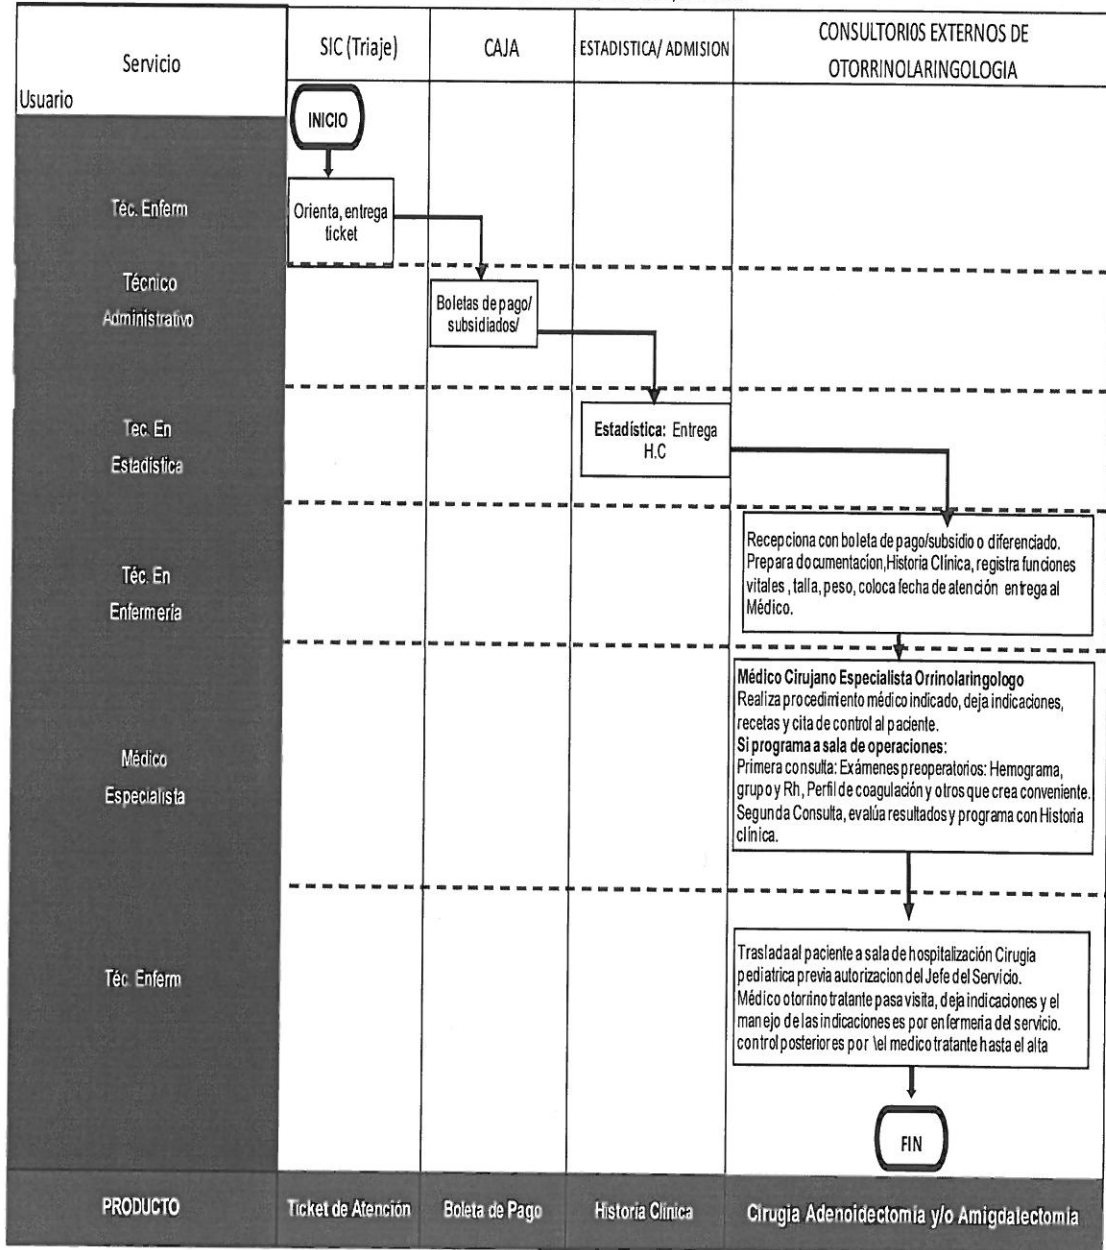 Servicio
Usuario
SIC (Triaje)
CAJA
ESTADISTICA/ ADMISION
CONSULTORIOS EXTERNOS DE
OTORRINOLARINGOLOGIA
INICIO
Téc. Enferm
Orienta, entrega
ticket
Técnico
Administrativo
Boletas de pago/
subsidiados/
Tec. En
Estadística
Estadística: Entrega
H.C
Téc. En
Enfermería
Recepciona con boleta de pago/subsidio o diferenciado.
Prepara documentacíon,Historia Clínica, registra funciones
vitales , talla, peso, coloca fecha de atención entrega al
Médico.
Médico
Especialista
Médico Cirujano Especialista Orrinolaringologo
Realiza procedimiento médico indicado, deja indicaciones,
recetas y cita de control al paciente.
Si programa a sala de operaciones:
Primera consulta: Exámenes preoperatorios: Hemograma,
grupo y Rh, Perfil de coagulación y otros que crea conveniente.
Segunda Consulta, evalúa resultados y programa con Historia
clínica.
Téc. Enferm
Traslada al paciente a sala de hospitalización Cirugia
pediatrica previa autorizacion del Jefe del Servicio.
Médico otorrino tratante pasa visita, deja indicaciones y el
manejo de las indicaciones es por enfermeria del servicio.
control posteriores por \el medico tratante hasta el alta
FIN
PRODUCTO
Ticket de Atención
Boleta de Pago
Historia Clinica
Cirugia Adenoidectomia y/o Amigdalectomia